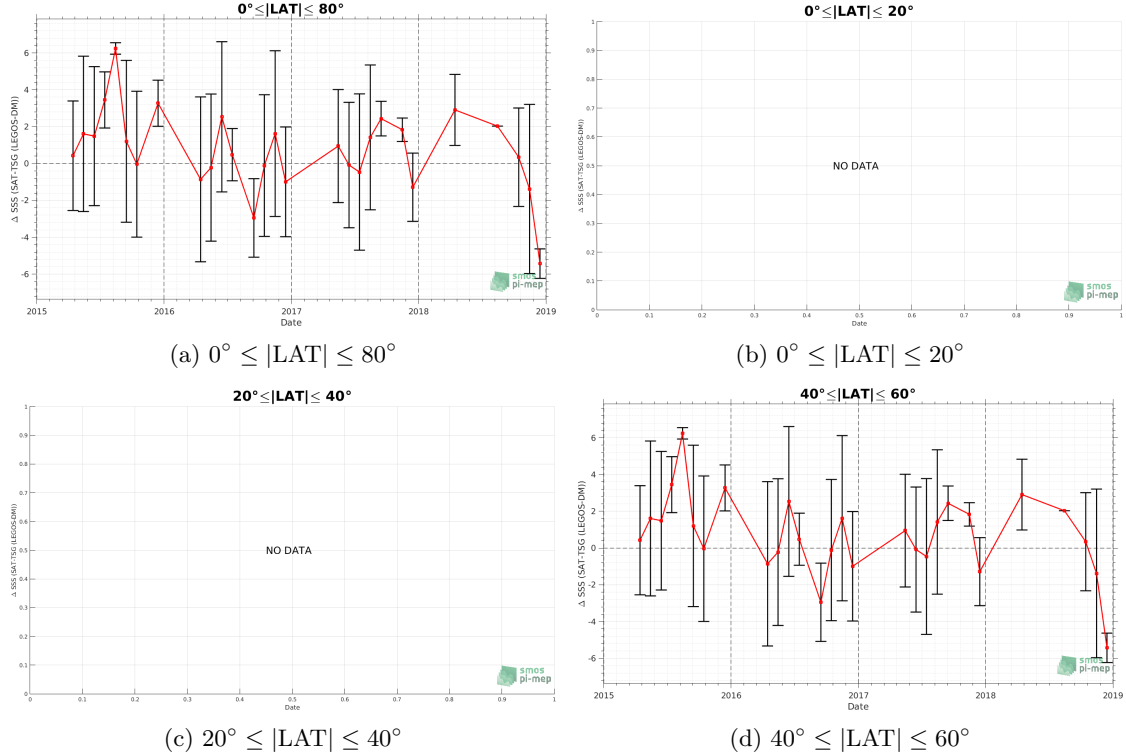 0°≤|LAT|≤ 80°
6
4
2
0
-2
-4
-6
Δ SSS (SAT-TSG (LEGOS-DMI))
2015
2016
2017
2018
2019
Date
smos
pi-mep
(a) 0° ≤ |LAT| ≤ 80°
0°≤|LAT|≤ 20°
1
0.9
0.8
0.7
0.6
0.5
0.4
0.3
0.2
0.1
0
Δ SSS (SAT-TSG (LEGOS-DMI))
NO DATA
0 0.1 0.2 0.3 0.4 0.5 0.6 0.7 0.8 0.9 1
Date
smos
pi-mep
(b) 0° ≤ |LAT| ≤ 20°
20°≤|LAT|≤ 40°
1
0.9
0.8
0.7
0.6
0.5
0.4
0.3
0.2
0.1
0
Δ SSS (SAT-TSG (LEGOS-DMI))
NO DATA
0 0.1 0.2 0.3 0.4 0.5 0.6 0.7 0.8 0.9 1
Date
smos
pi-mep
(c) 20° ≤ |LAT| ≤ 40°
40°≤|LAT|≤ 60°
6
4
2
0
-2
-4
-6
Δ SSS (SAT-TSG (LEGOS-DMI))
2015
2016
2017
2018
2019
Date
smos
pi-mep
(d) 40° ≤ |LAT| ≤ 60°